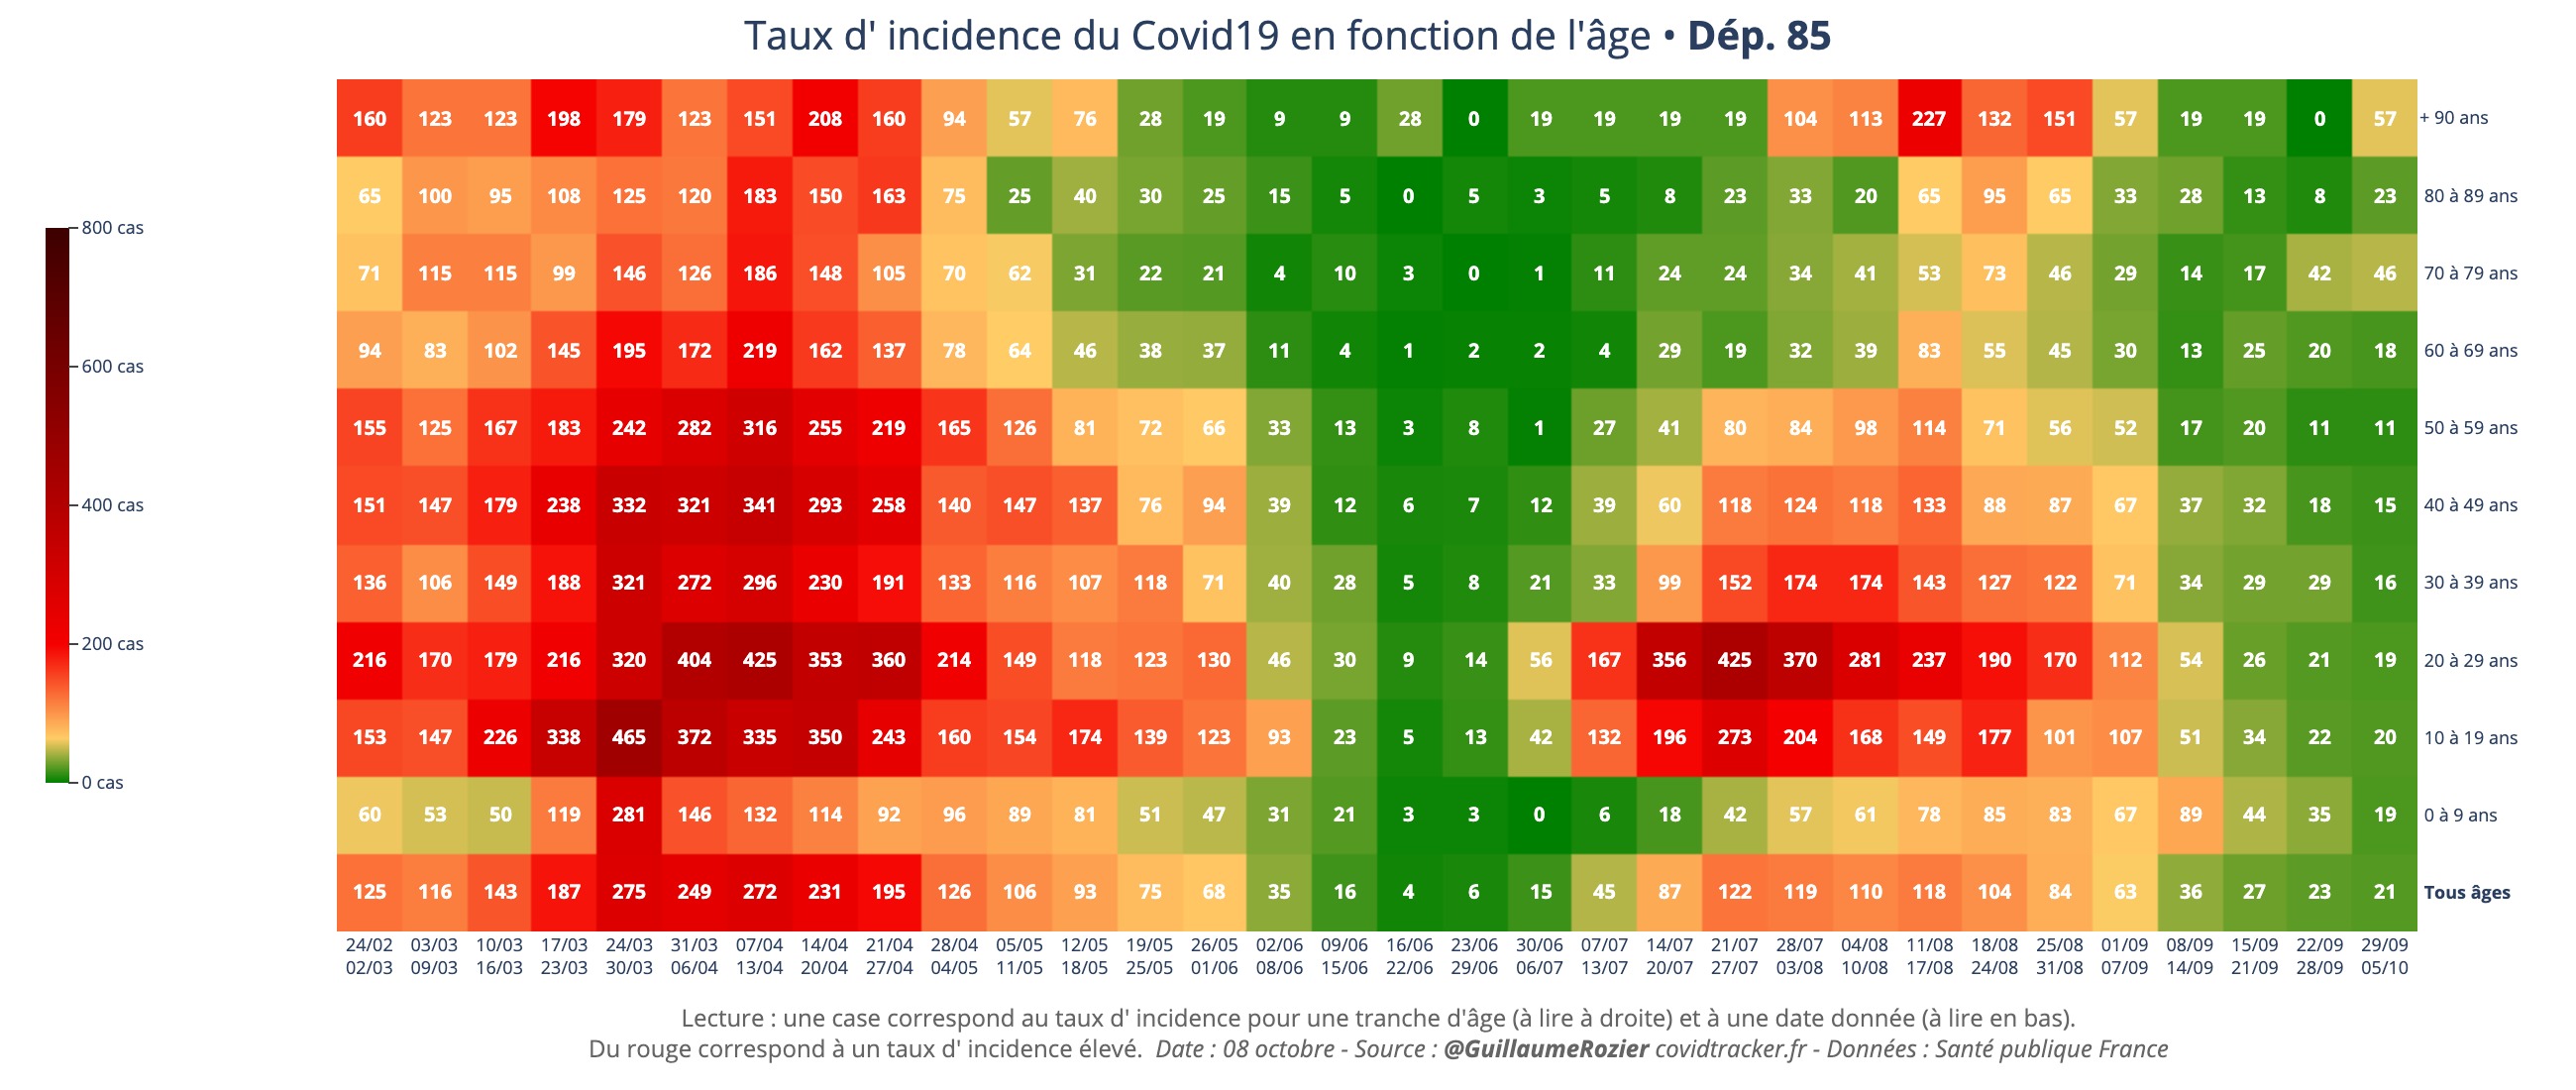 Taux d' incidence du Covid19 en fonction de l'âge • Dép. 85
160 123 123 198 179 123 151 208 160 94 57 76 28 19 9 9 28 0 19 19 19 19 104 113 227 132 151 57 19 19 0 57 + 90 ans
65 100 95 108 125 120 183 150 163 75 25 40 30 25 15 5 0 5 3 5 8 23 33 20 65 95 65 33 28 13 8 23 80 à 89 ans
800 cas
71 115 115 99 146 126 186 148 105 70 62 31 22 21 4 10 3 0 1 11 24 24 34 41 53 73 46 29 14 17 42 46 70 à 79 ans
94 83 102 145 195 172 219 162 137 78 64 46 38 37 11 4 1 2 2 4 29 19 32 39 83 55 45 30 13 25 20 18 60 à 69 ans
600 cas
155 125 167 183 242 282 316 255 219 165 126 81 72 66 33 13 3 8 1 27 41 80 84 98 114 71 56 52 17 20 11 11 50 à 59 ans
400 cas
151 147 179 238 332 321 341 293 258 140 147 137 76 94 39 12 6 7 12 39 60 118 124 118 133 88 87 67 37 32 18 15 40 à 49 ans
136 106 149 188 321 272 296 230 191 133 116 107 118 71 40 28 5 8 21 33 99 152 174 174 143 127 122 71 34 29 29 16 30 à 39 ans
200 cas
216 170 179 216 320 404 425 353 360 214 149 118 123 130 46 30 9 14 56 167 356 425 370 281 237 190 170 112 54 26 21 19 20 à 29 ans
153 147 226 338 465 372 335 350 243 160 154 174 139 123 93 23 5 13 42 132 196 273 204 168 149 177 101 107 51 34 22 20 10 à 19 ans
0 cas
60 53 50 119 281 146 132 114 92 96 89 81 51 47 31 21 3 3 0 6 18 42 57 61 78 85 83 67 89 44 35 19 0 à 9 ans
125 116 143 187 275 249 272 231 195 126 106 93 75 68 35 16 4 6 15 45 87 122 119 110 118 104 84 63 36 27 23 21 Tous âges
24/02 03/03 10/03 17/03 24/03 31/03 07/04 14/04 21/04 28/04 05/05 12/05 19/05 26/05 02/06 09/06 16/06 23/06 30/06 07/07 14/07 21/07 28/07 04/08 11/08 18/08 25/08 01/09 08/09 15/09 22/09 29/09
02/03 09/03 16/03 23/03 30/03 06/04 13/04 20/04 27/04 04/05 11/05 18/05 25/05 01/06 08/06 15/06 22/06 29/06 06/07 13/07 20/07 27/07 03/08 10/08 17/08 24/08 31/08 07/09 14/09 21/09 28/09 05/10
Lecture : une case correspond au taux d' incidence pour une tranche d'âge (à lire à droite) et à une date donnée (à lire en bas).
Du rouge correspond à un taux d' incidence élevé. Date : 08 octobre - Source : @GuillaumeRozier covidtracker.fr - Données : Santé publique France